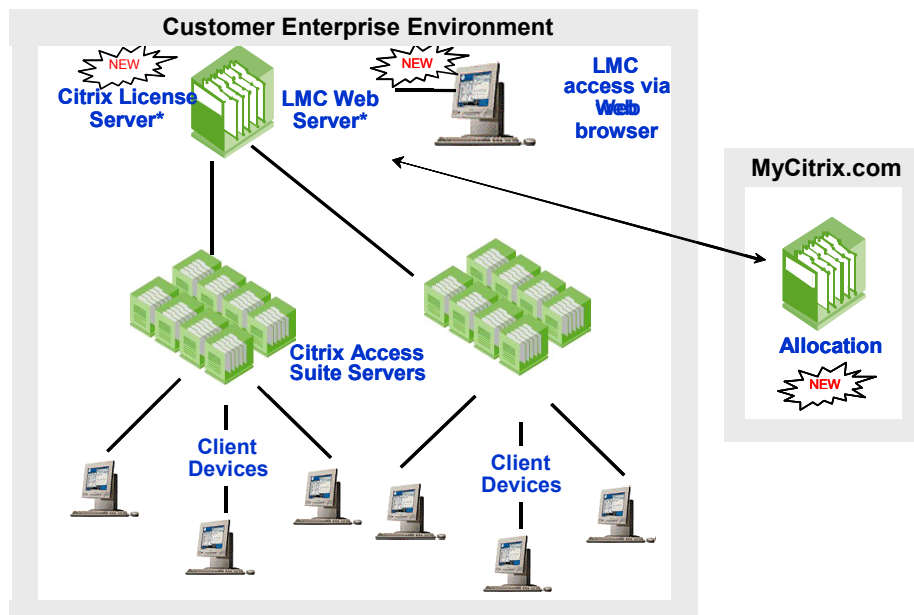 Customer Enterprise Environment
NEW
Citrix License
Server*
LMC Web
Server*
NEW
LMC
access via
Web
browser
MyCitrix.com
Allocation
NEW
Citrix Access
Suite Servers
Client
Devices
Client
Devices